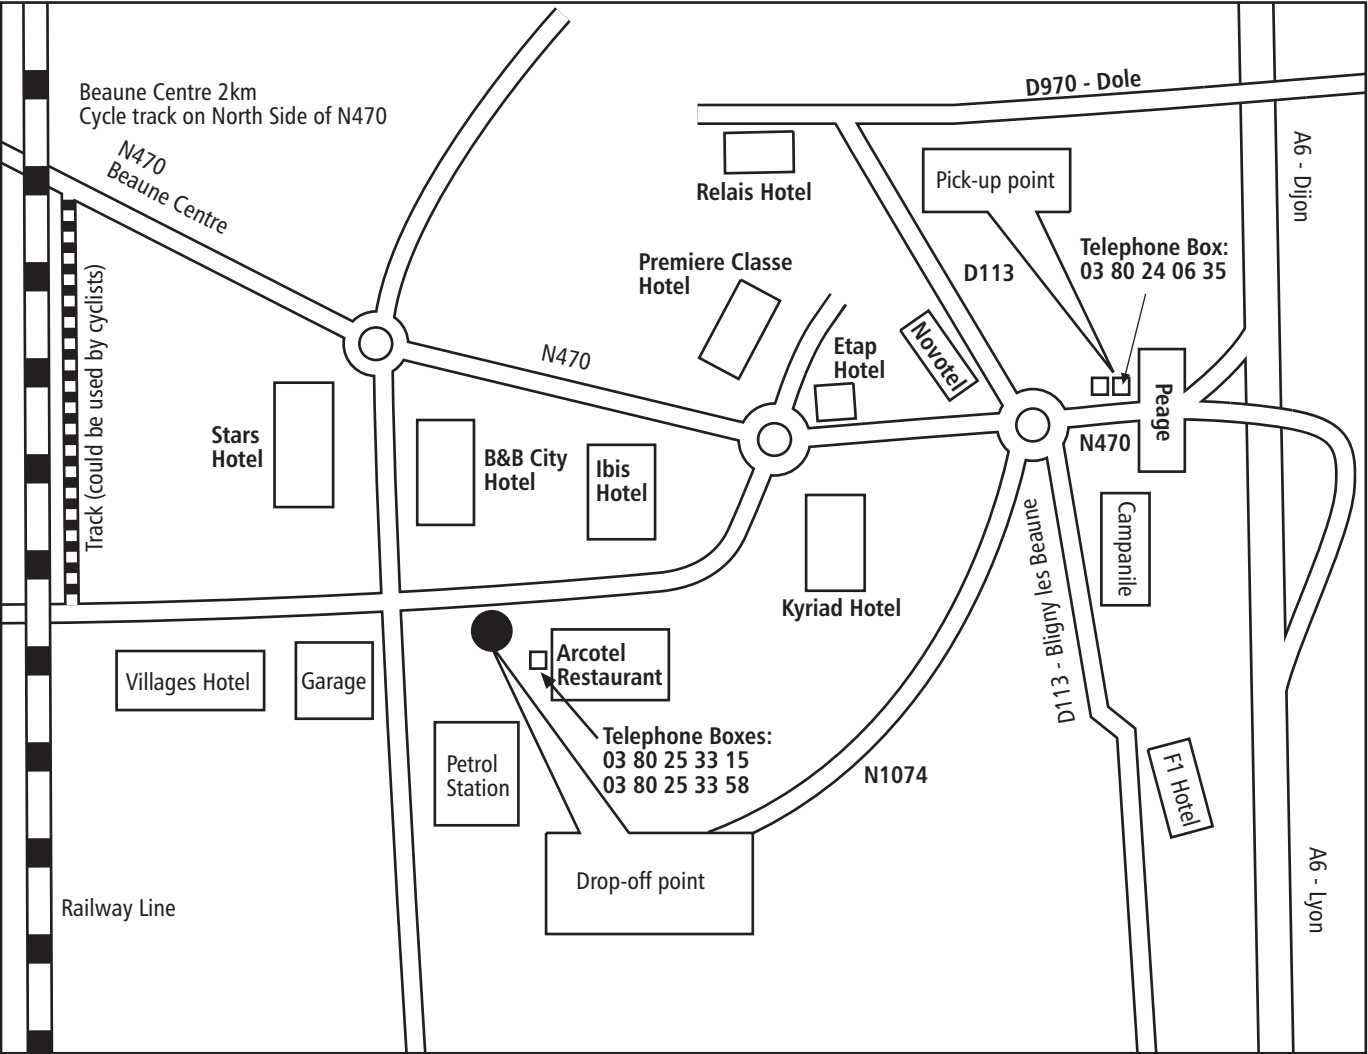 Beaune Centre 2km
Cycle track on North Side of N470
N470
Beaune Centre
D970 - Dole
A6 - Dijon
Pick-up point
Relais Hotel
Telephone Box:
03 80 24 06 35
D113
Premiere Classe
Hotel
Track (could be used by cyclists)
N470
Etap
Hotel
Novotel
Peage
N470
Stars
Hotel
B&B City
Hotel
Ibis
Hotel
Campanile
D113 - Bligny les Beaune
Kyriad Hotel
Villages Hotel
Garage
Arcotel
Restaurant
Telephone Boxes:
03 80 25 33 15
03 80 25 33 58
Petrol
Station
N1074
F1 Hotel
Drop-off point
Railway Line
A6 - Lyon